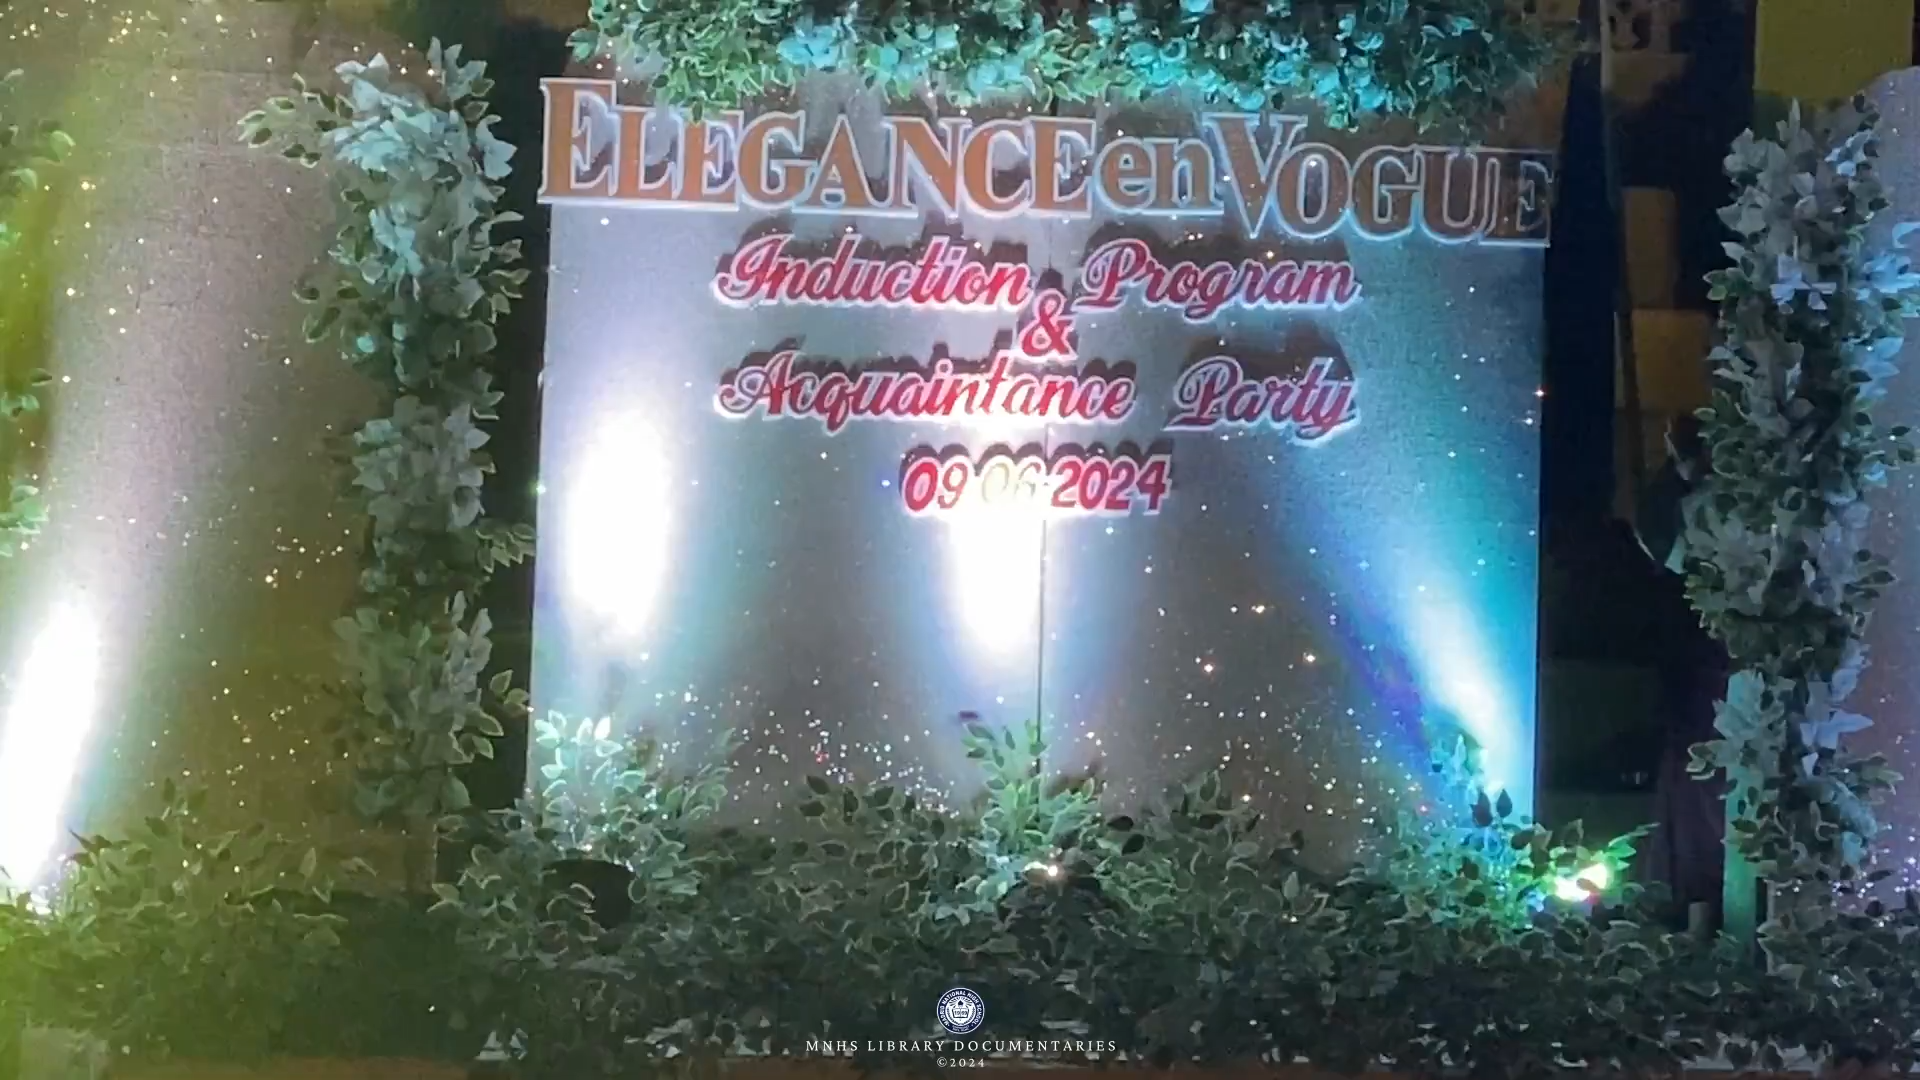 ELEGANCE en VOGUE
Induction Program
&
Acquaintance Party
09 06 2024
MNHS LIBRARY DOCUMENTARIES
©2024